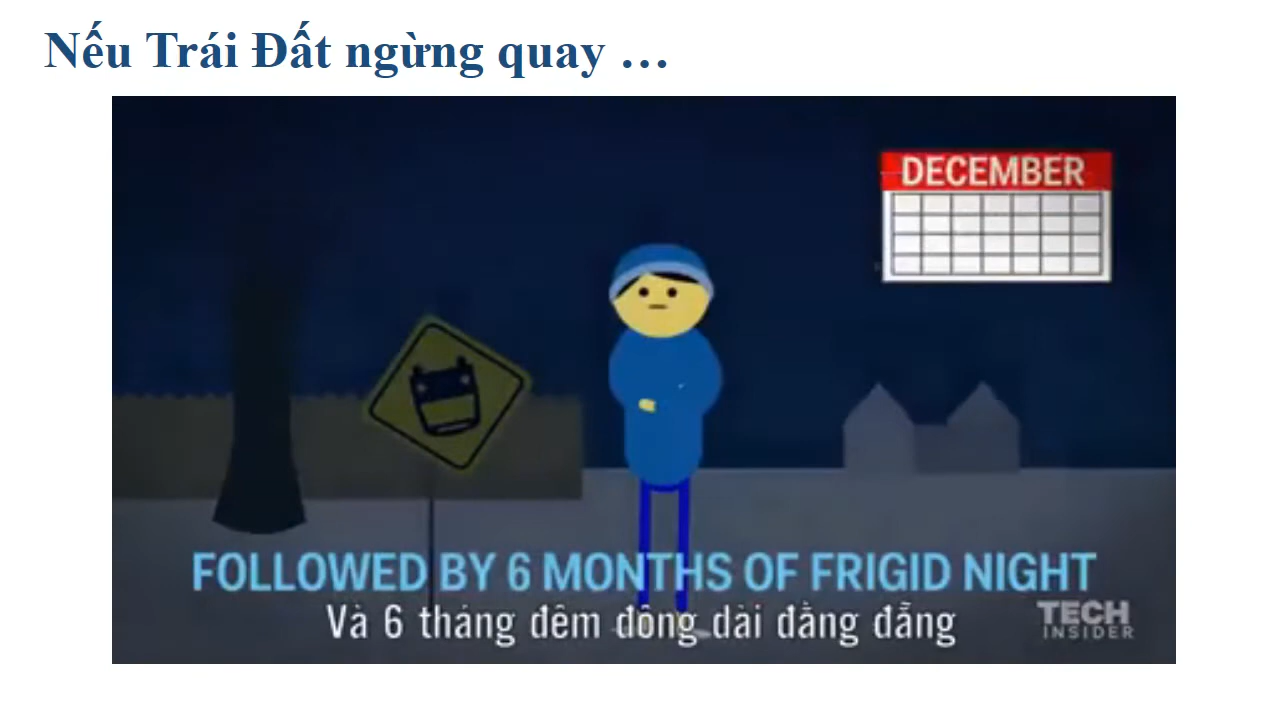 Nếu Trái Đất ngừng quay …
DECEMBER
FOLLOWED BY 6 MONTHS OF FRIGID NIGHT
Và 6 tháng đêm đông dài đằng đẵng
TECH
INSIDER